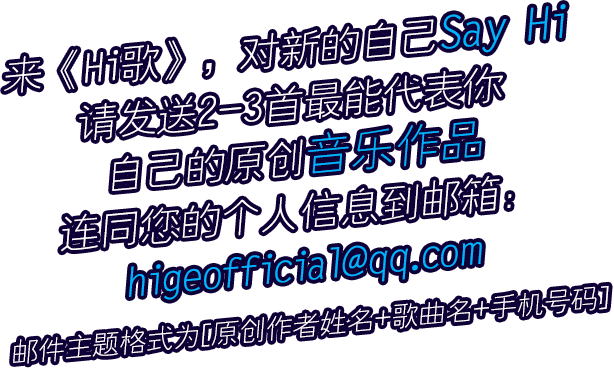 来《Hi歌》，对新的自己Say Hi
请发送2-3首最能代表你
自己的原创音乐作品
连同您的个人信息到邮箱：
higeofficial@qq.com
邮件主题格式为[原创作者姓名+歌曲名+手机号码]